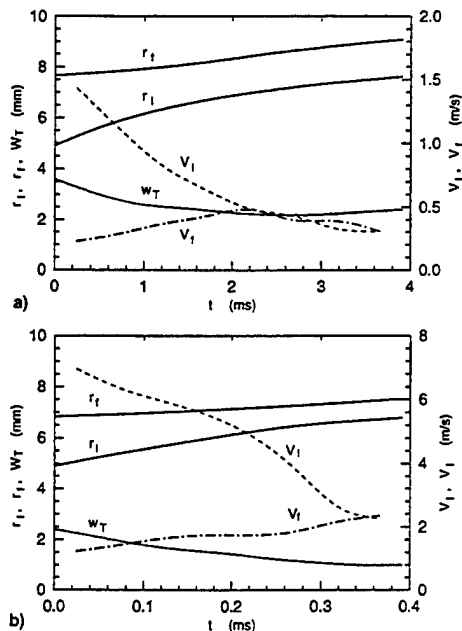 10
8
6
4
2
0
r_I , r_f , W_T (mm)
2.0
1.5
1.0
0.5
0.0
V_I , V_f (m/s)
r_f
r_I
V_I
w_T
V_f
0 1 2 3 4
t (ms)
a)
10
8
6
4
2
0
r_I , r_f , W_T (mm)
8
6
4
2
0
V_I , V_I (m/s)
r_f
r_I
V_I
V_f
w_T
0.0 0.1 0.2 0.3 0.4
t (ms)
b)